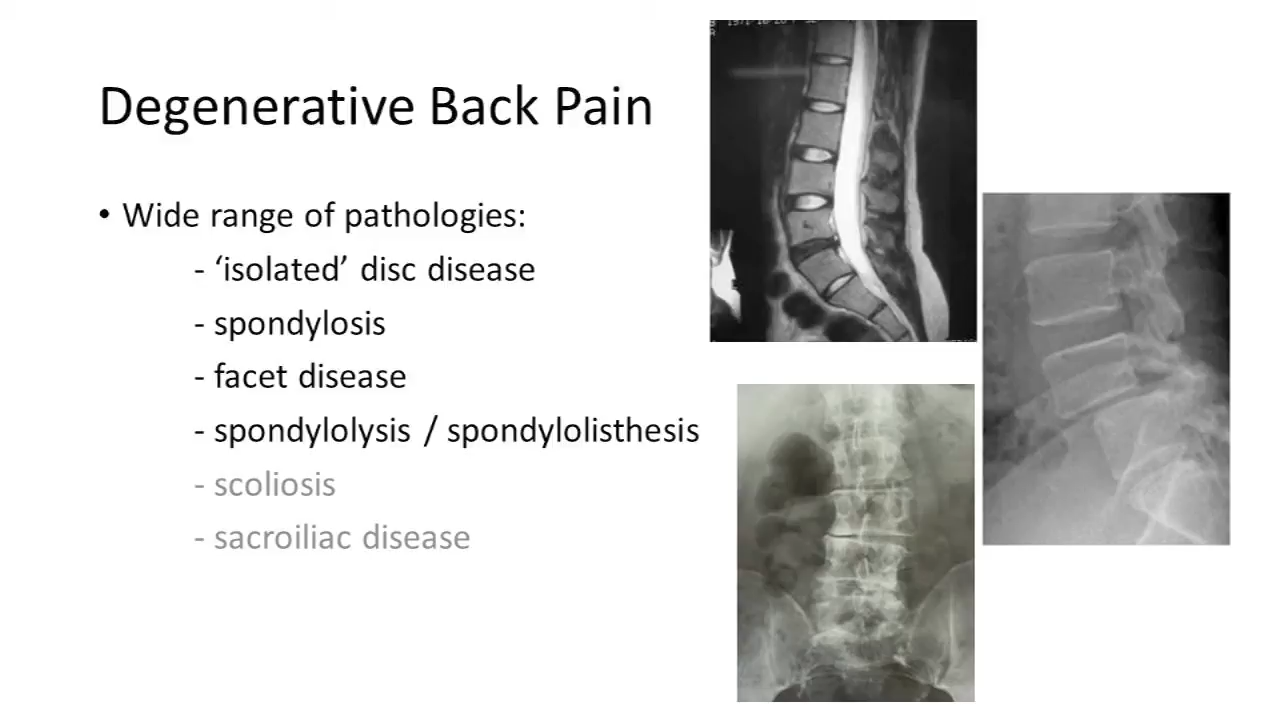 Degenerative Back Pain
• Wide range of pathologies:
- ‘isolated’ disc disease
- spondylosis
- facet disease
- spondylolysis / spondylolisthesis
- scoliosis
- sacroiliac disease
R